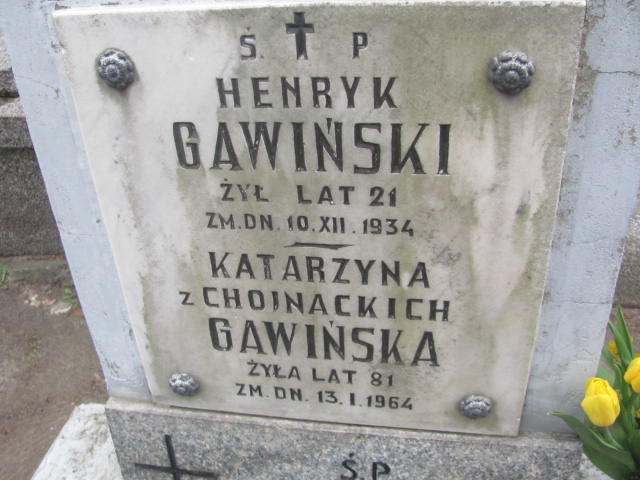 Ś P
HENRYK
GAWIŃSKI
ŻYŁ LAT 21
ZM. DN. 10.XII.1934
KATARZYNA
z CHOJNACKICH
GAWIŃSKA
ŻYŁA LAT 81
ZM. DN. 13.I.1964
Ś.P